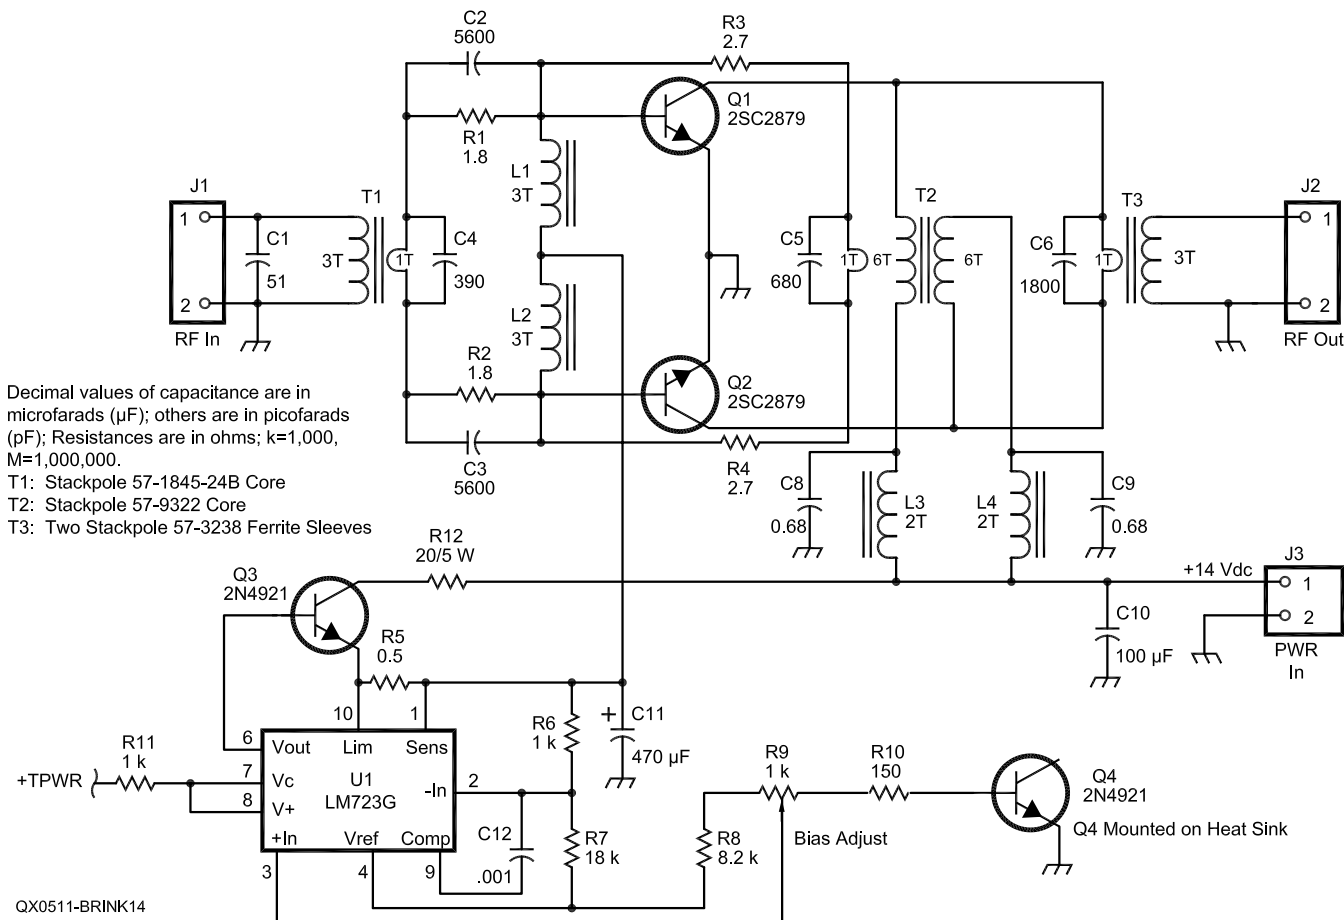 C2
5600
R3
2.7
Q1
2SC2879
R1
1.8
J1
1
2
RF In
C1
51
T1
3T
1T
C4
390
L1
3T
L2
3T
R2
1.8
C3
5600
Q2
2SC2879
R4
2.7
C5
680
1T
6T
T2
6T
C6
1800
1T
T3
3T
J2
1
2
RF Out
Decimal values of capacitance are in
microfarads (µF); others are in picofarads
(pF); Resistances are in ohms; k=1,000,
M=1,000,000.
T1: Stackpole 57-1845-24B Core
T2: Stackpole 57-9322 Core
T3: Two Stackpole 57-3238 Ferrite Sleeves
C8
0.68
L3
2T
L4
2T
C9
0.68
R12
20/5 W
Q3
2N4921
R5
0.5
+14 Vdc
J3
1
2
PWR
In
C10
100 µF
10
1
6
Vout
Lim
Sens
R11
1 k
+TPWR
7
Vc
8
V+
U1
LM723G
-In
2
+In
Vref
Comp
3
4
9
R6
1 k
+
C11
470 µF
C12
.001
R7
18 k
R8
8.2 k
R9
1 k
Bias Adjust
R10
150
Q4
2N4921
Q4 Mounted on Heat Sink
QX0511-BRINK14